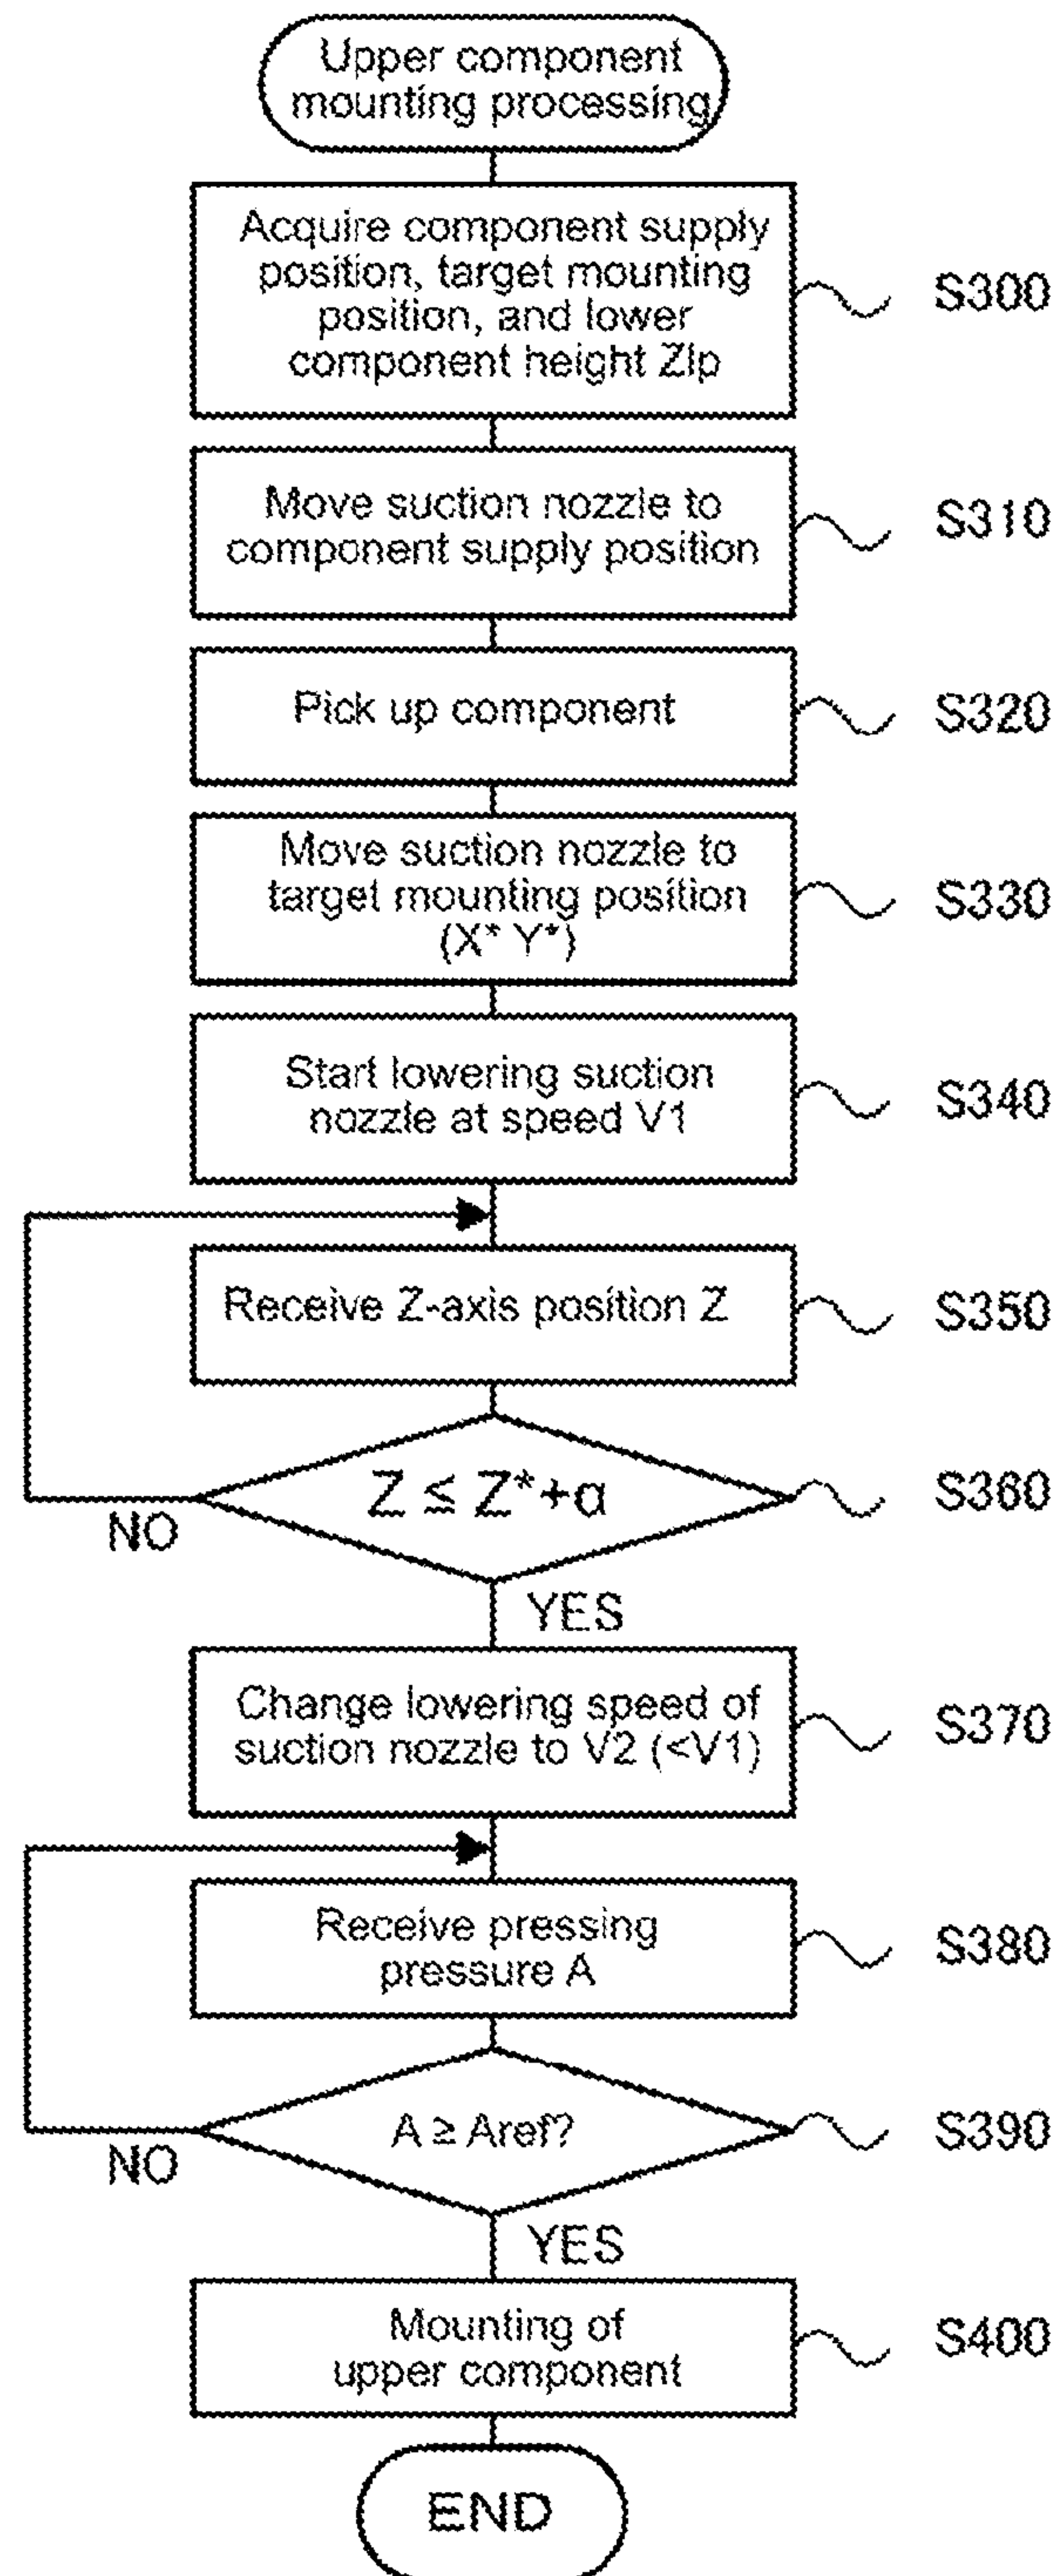 Upper component
mounting processing
Acquire component supply
position, target mounting
position, and lower
component height Zlp
S300
Move suction nozzle to
component supply position
S310
Pick up component
S320
Move suction nozzle to
target mounting position
(X* Y*)
S330
Start lowering suction
nozzle at speed V1
S340
Receive Z-axis position Z
S350
Z ≦ Z*+α
S360
NO
YES
Change lowering speed of
suction nozzle to V2 (<V1)
S370
Receive pressing
pressure A
S380
A ≥ Aref?
S390
NO
YES
Mounting of
upper component
S400
END